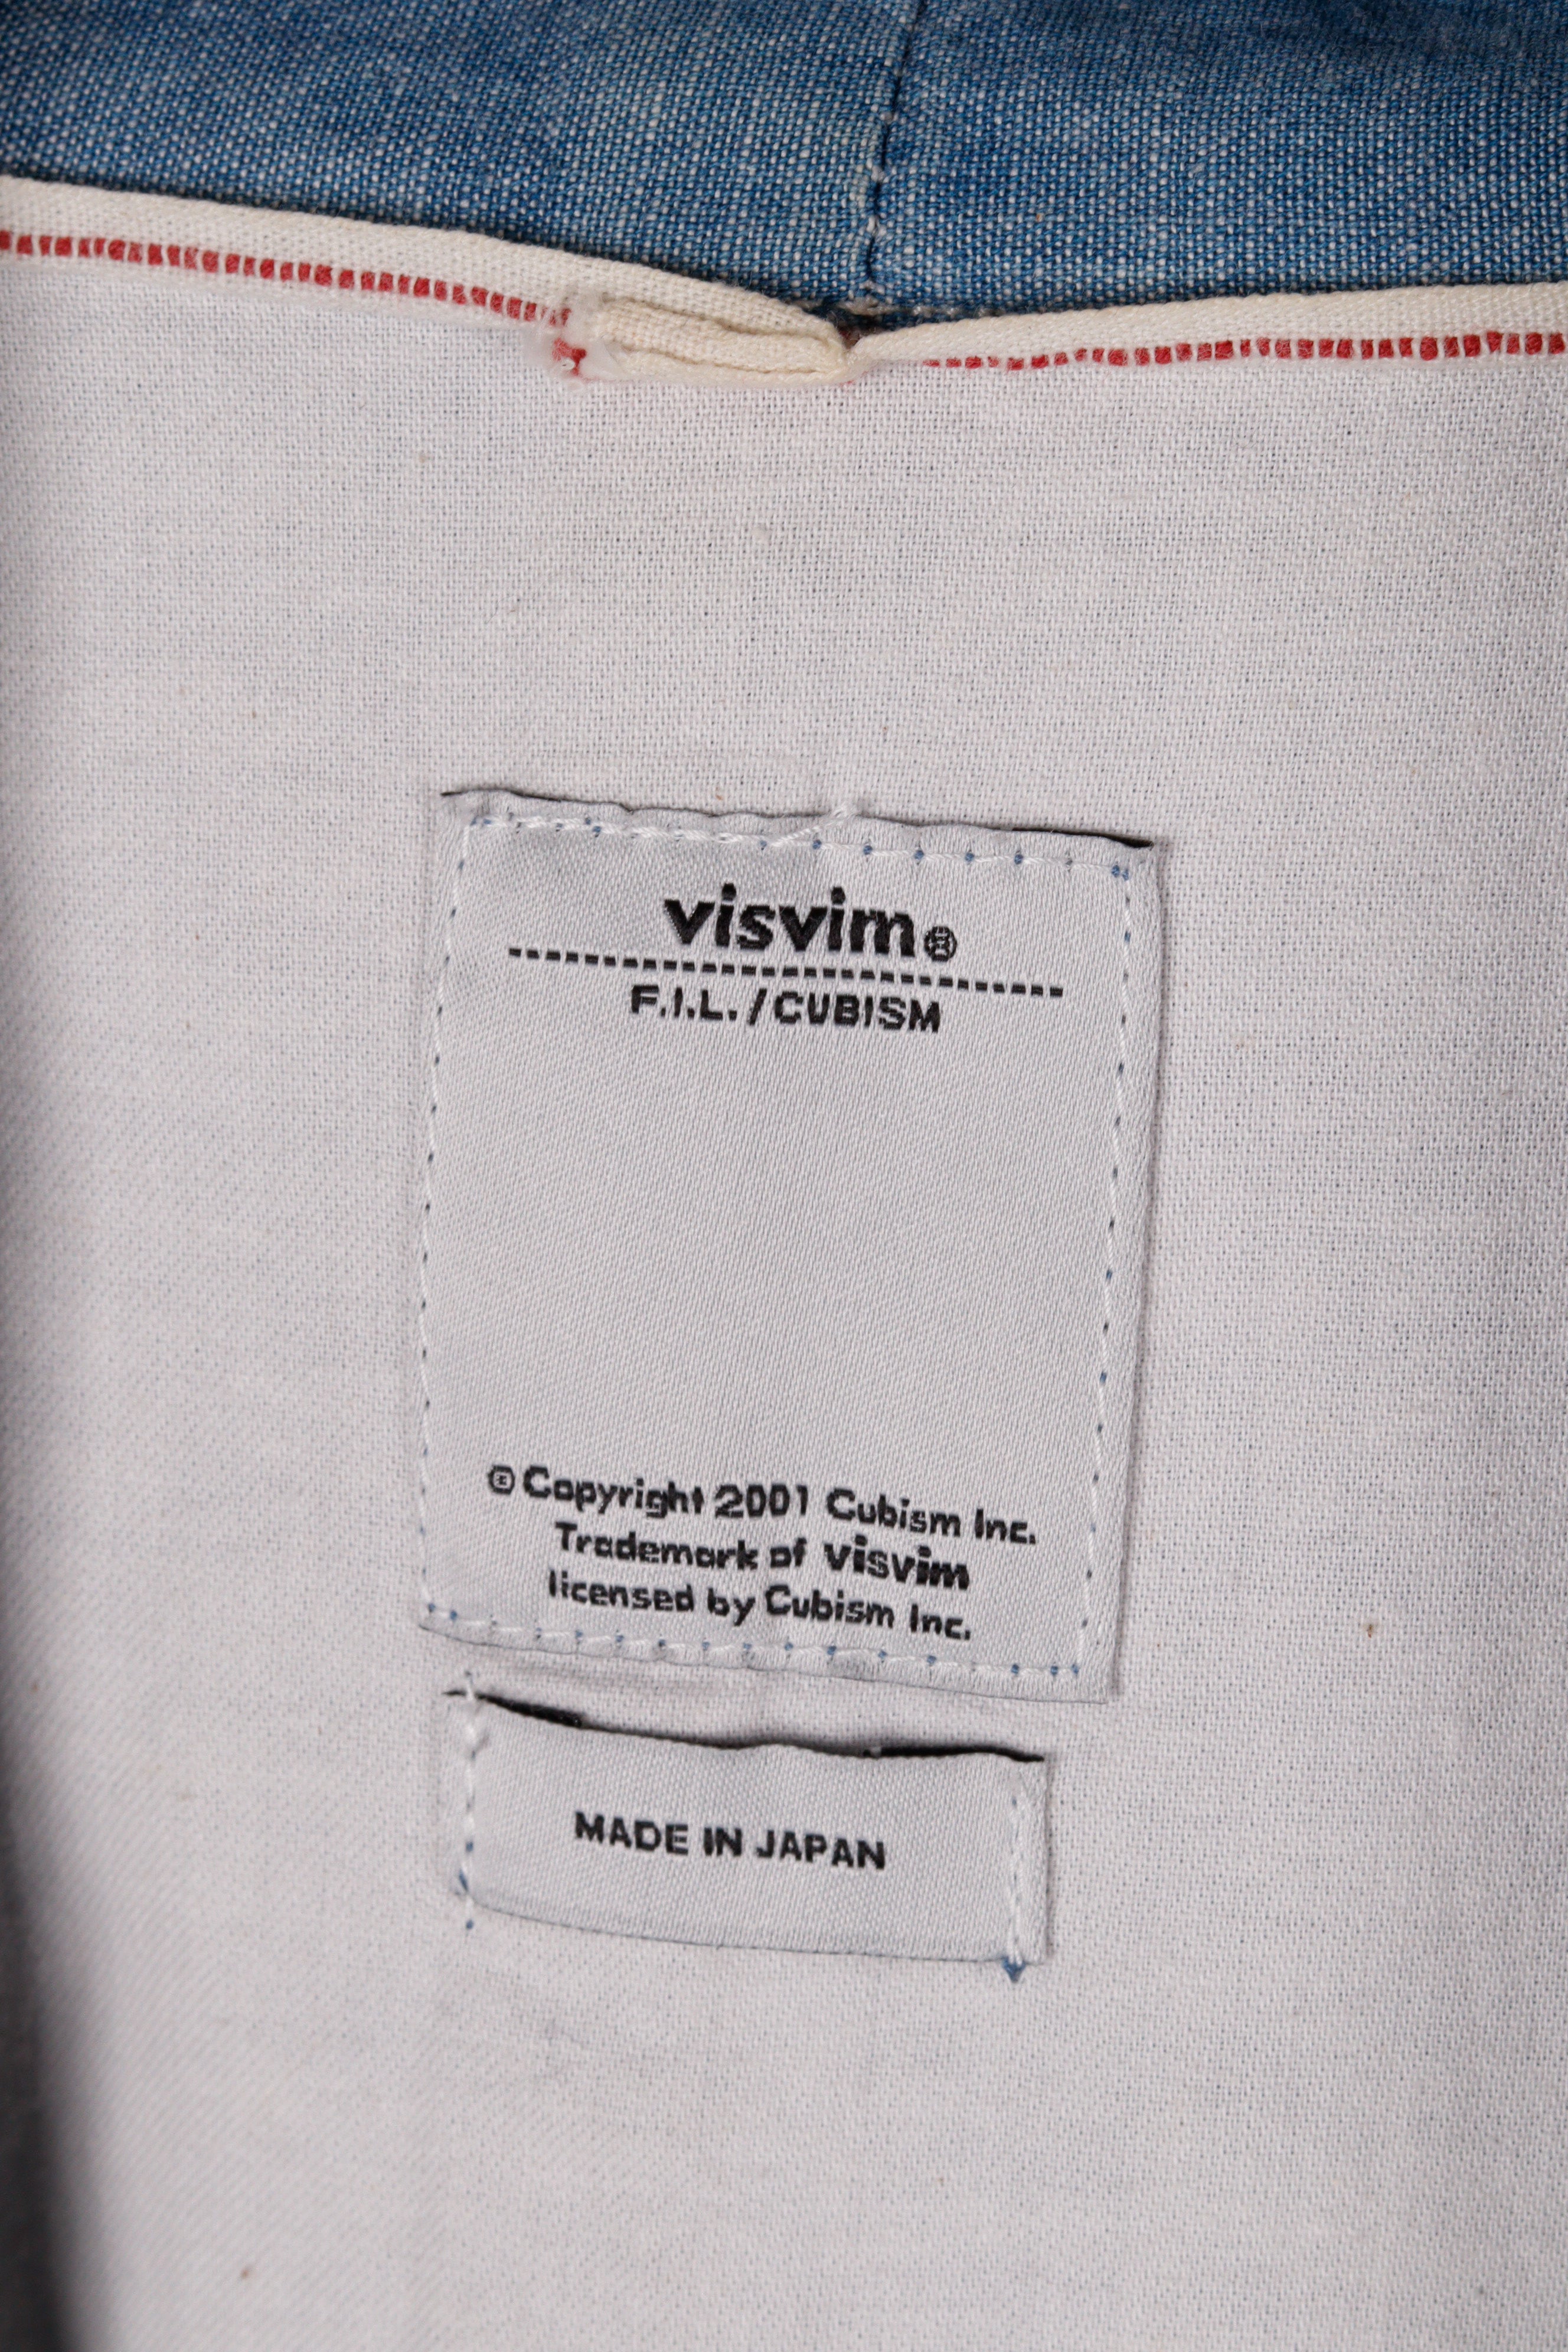 visvim®
F.I.L./CUBISM
© Copyright 2001 Cubism Inc.
Trademark of visvim
licensed by Cubism Inc.
MADE IN JAPAN